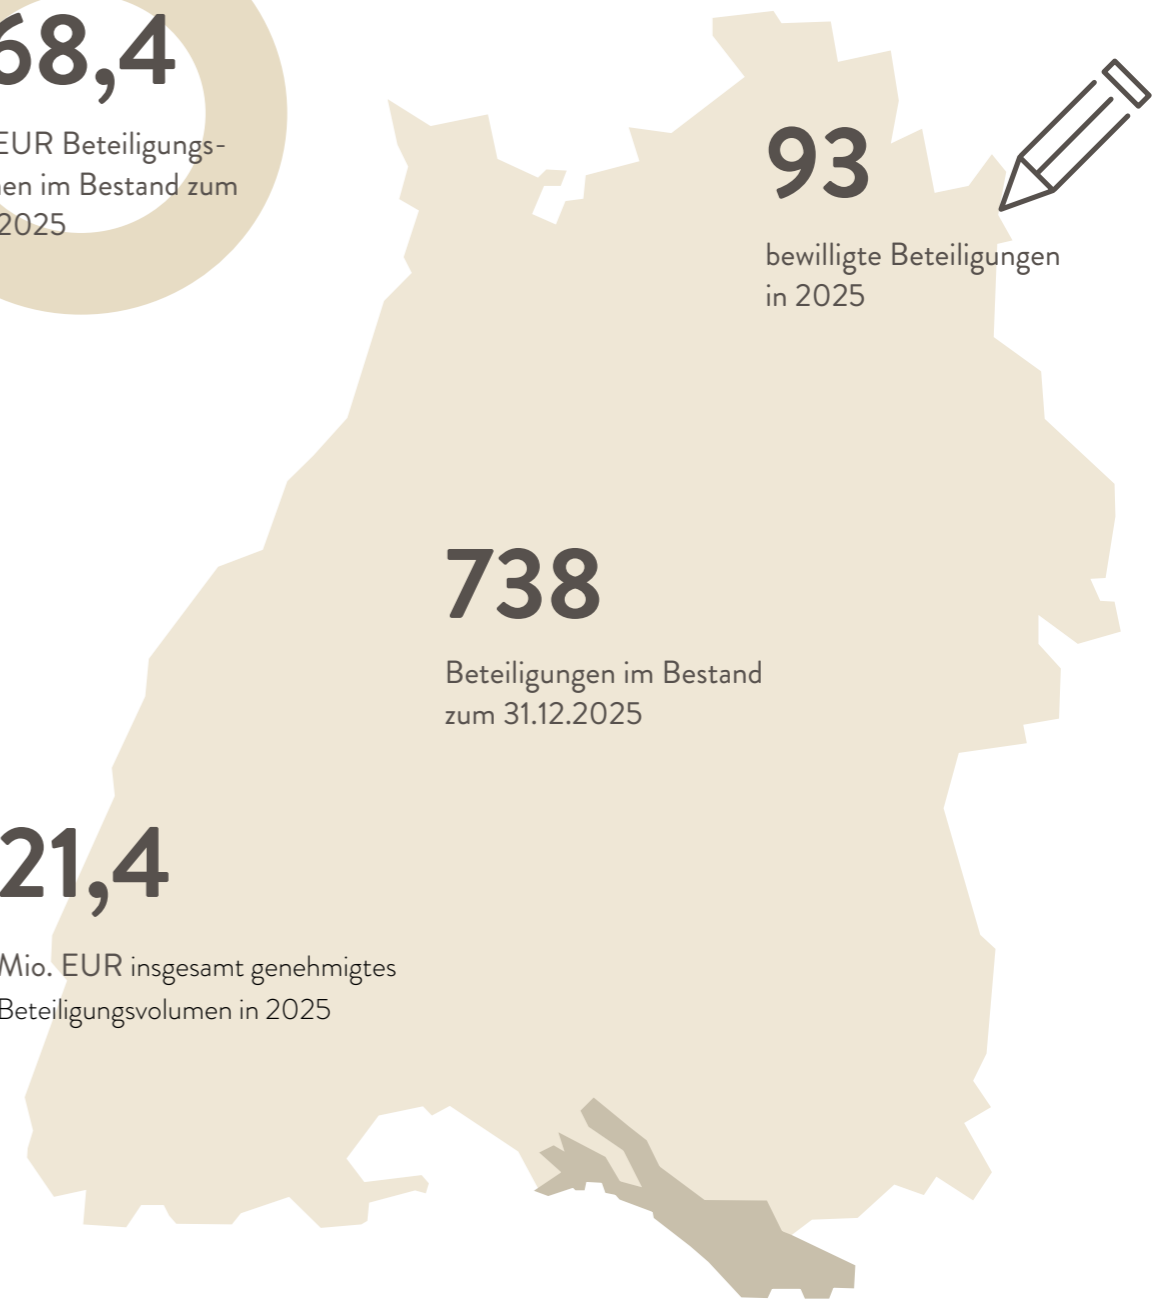 68,4
EUR Beteiligungs-
en im Bestand zum
2025
93
bewilligte Beteiligungen
in 2025
738
Beteiligungen im Bestand
zum 31.12.2025
21,4
Mio. EUR insgesamt genehmigtes
Beteiligungsvolumen in 2025